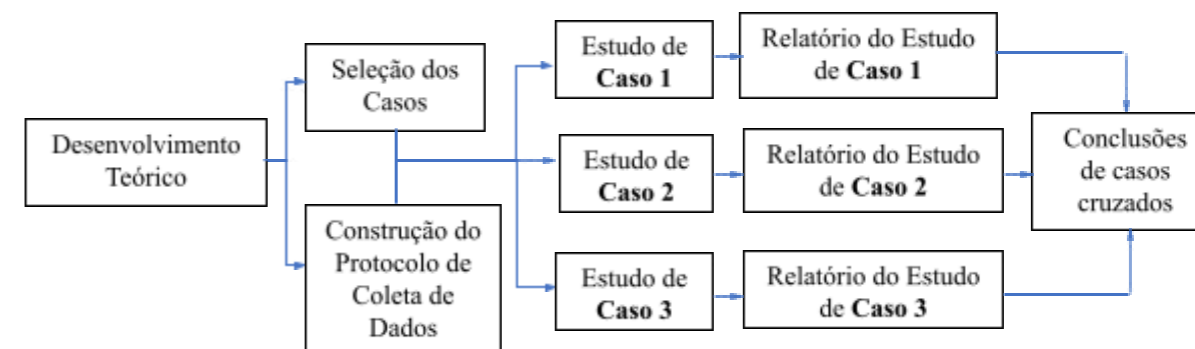 Desenvolvimento
Teórico
Seleção dos
Casos
Construção do
Protocolo de
Coleta de
Dados
Estudo de
Caso 1
Relatório do Estudo
de Caso 1
Estudo de
Caso 2
Relatório do Estudo
de Caso 2
Estudo de
Caso 3
Relatório do Estudo
de Caso 3
Conclusões
de casos
cruzados